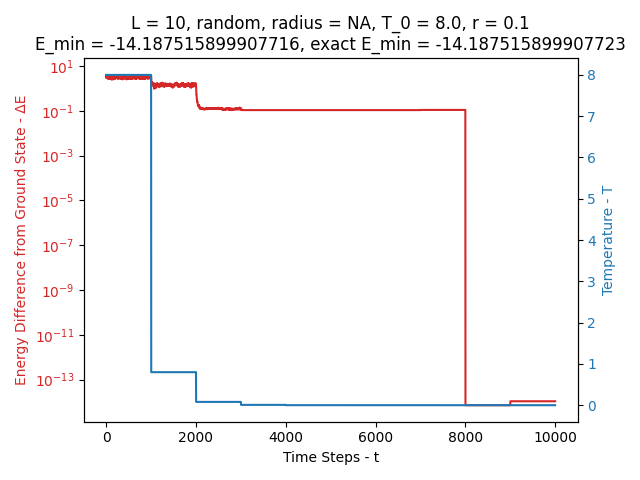 L = 10, random, radius = NA, T_0 = 8.0, r = 0.1
E_min = -14.187515899907716, exact E_min = -14.187515899907723
Energy Difference from Ground State - ΔE
10^1
10^-1
10^-3
10^-5
10^-7
10^-9
10^-11
10^-13
8
7
6
5
4
3
2
1
0
Temperature - T
0 2000 4000 6000 8000 10000
Time Steps - t